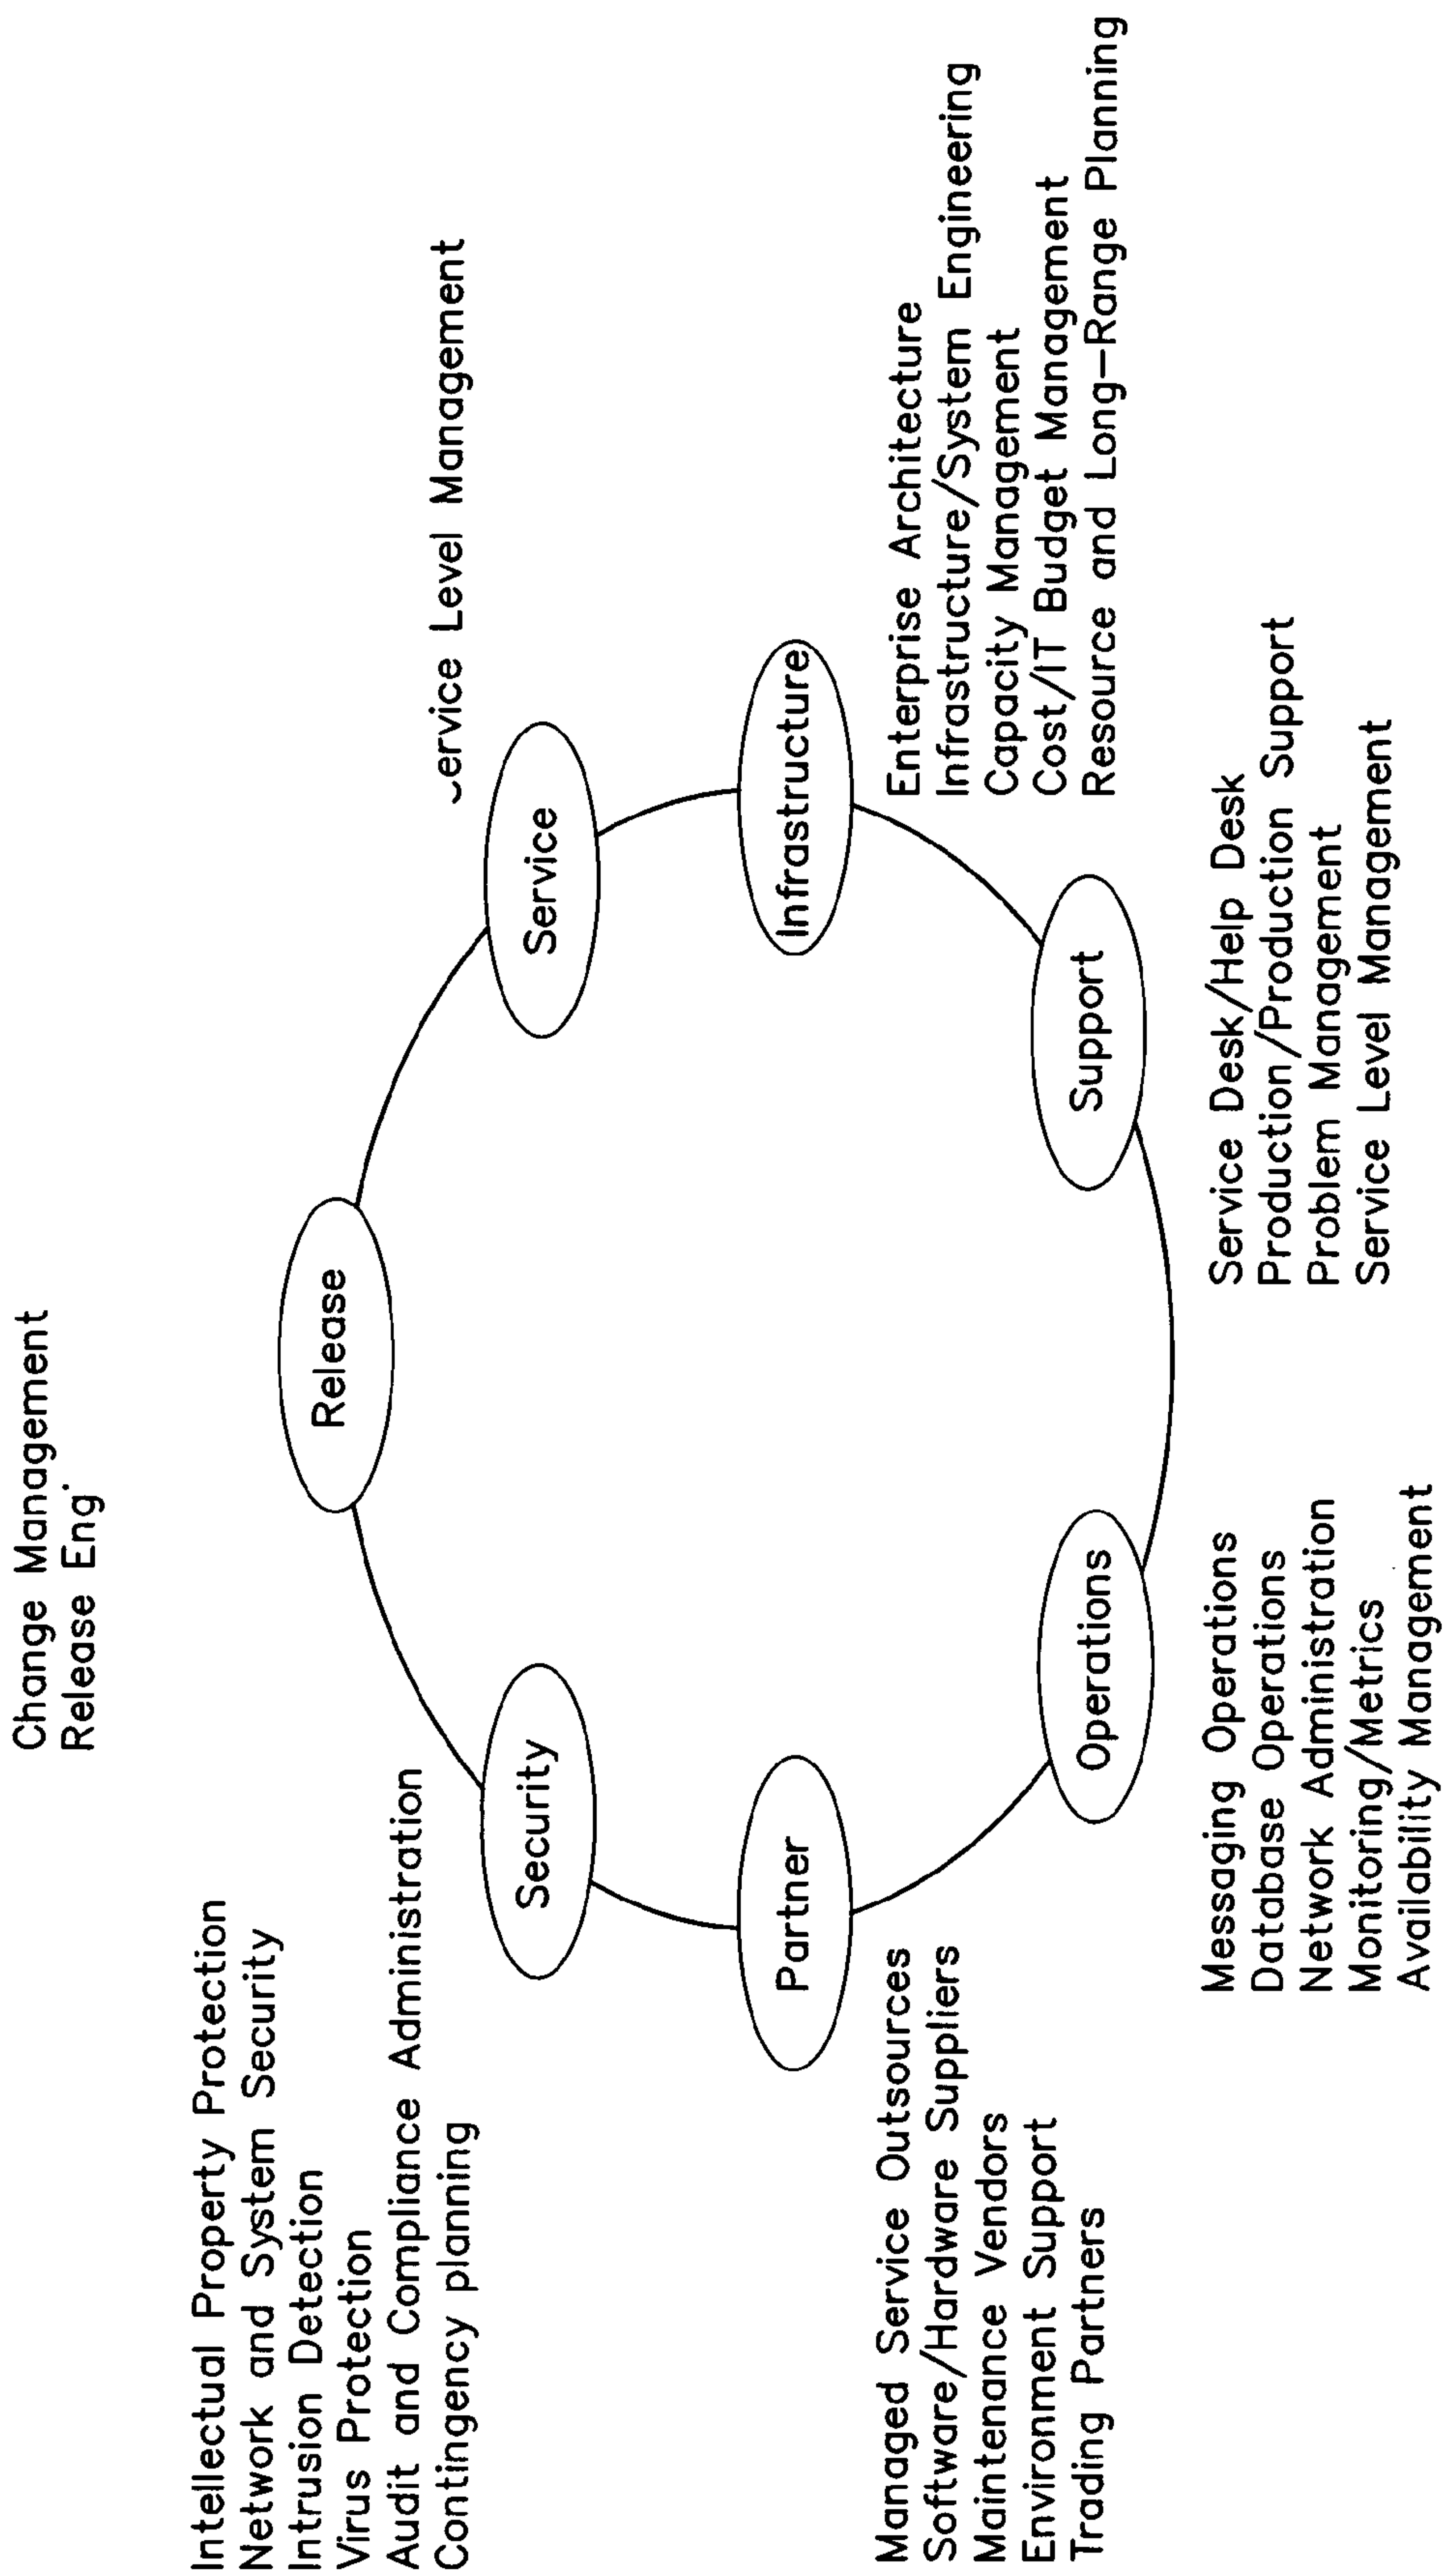 Change Management
Release Eng
Release
Intellectual Property Protection
Network and System Security
Intrusion Detection
Virus Protection
Audit and Compliance Administration
Contingency planning
Security
Service
Level Management
Partner
Managed Service Outsources
Software/Hardware Suppliers
Maintenance Vendors
Environment Support
Trading Partners
Infrastructure
Enterprise Architecture
Infrastructure/System Engineering
Capacity Management
Cost/IT Budget Management
Resource and Long-Range Planning
Operations
Messaging Operations
Database Operations
Network Administration
Monitoring/Metrics
Availability Management
Support
Service Desk/Help Desk
Production/Production Support
Problem Management
Service Level Management